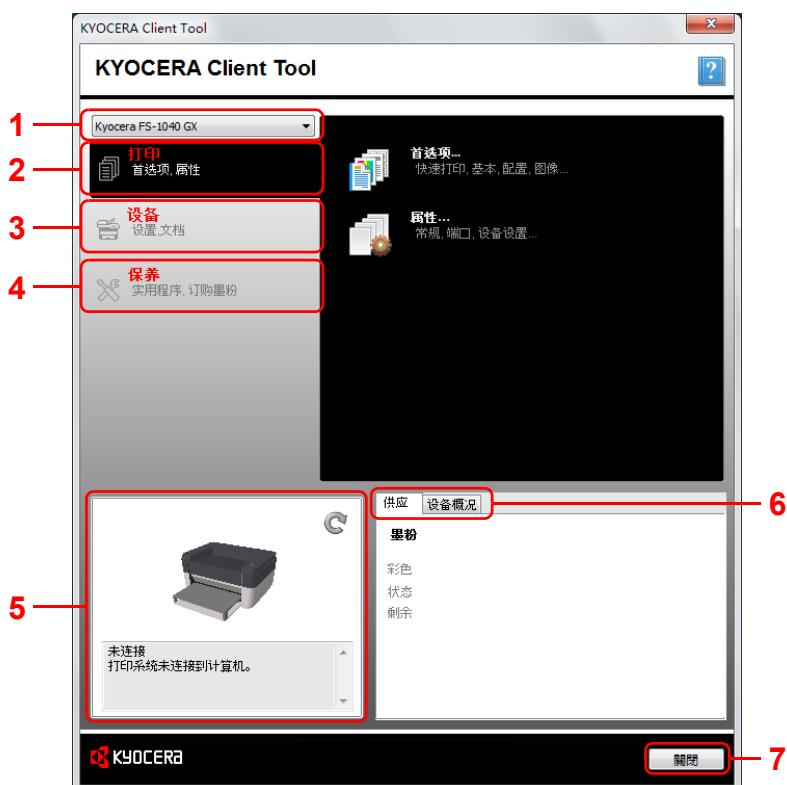 KYOCERA Client Tool
KYOCERA Client Tool
?
1
Kyocera FS-1040 GX
2
打印
首选项, 属性
3
设备
设置,文档
4
保养
实用程序, 订购墨粉
首选项...
快速打印, 基本, 配置, 图像...
属性...
常规, 端口, 设备设置...
5
未连接
打印系统未连接到计算机。
供应
设备概况
6
墨粉
彩色
状态
剩余
KYOCERA
關閉
7